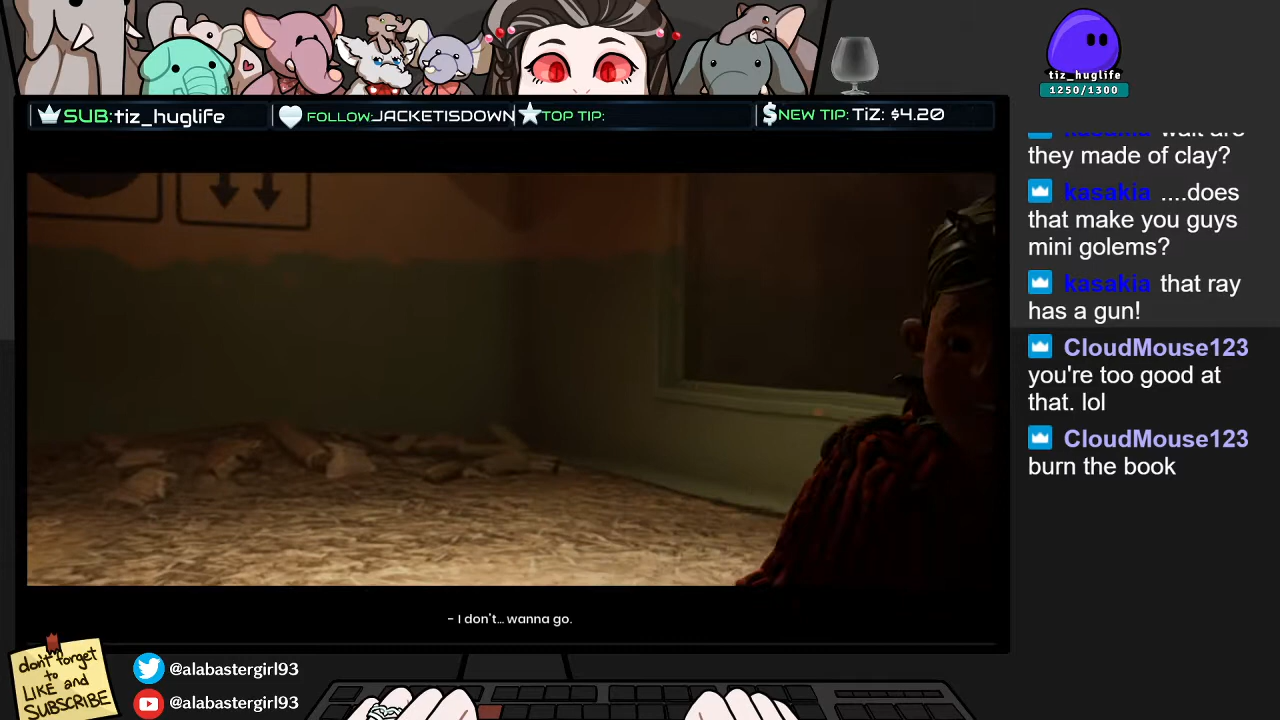 tiz_huglife
1250/1300
SUB:tiz_huglife
FOLLOW:JACKETISDOWN
TOP TIP:
NEW TIP: TiZ: $4.20
they made of clay?
kasakia ....does
that make you guys
mini golems?
kasakia that ray
has a gun!
CloudMouse123
you're too good at
that. lol
CloudMouse123
burn the book
- I don't... wanna go.
don't forget
to
LIKE and
SUBSCRIBE
@alabastergirl93
@alabastergirl93